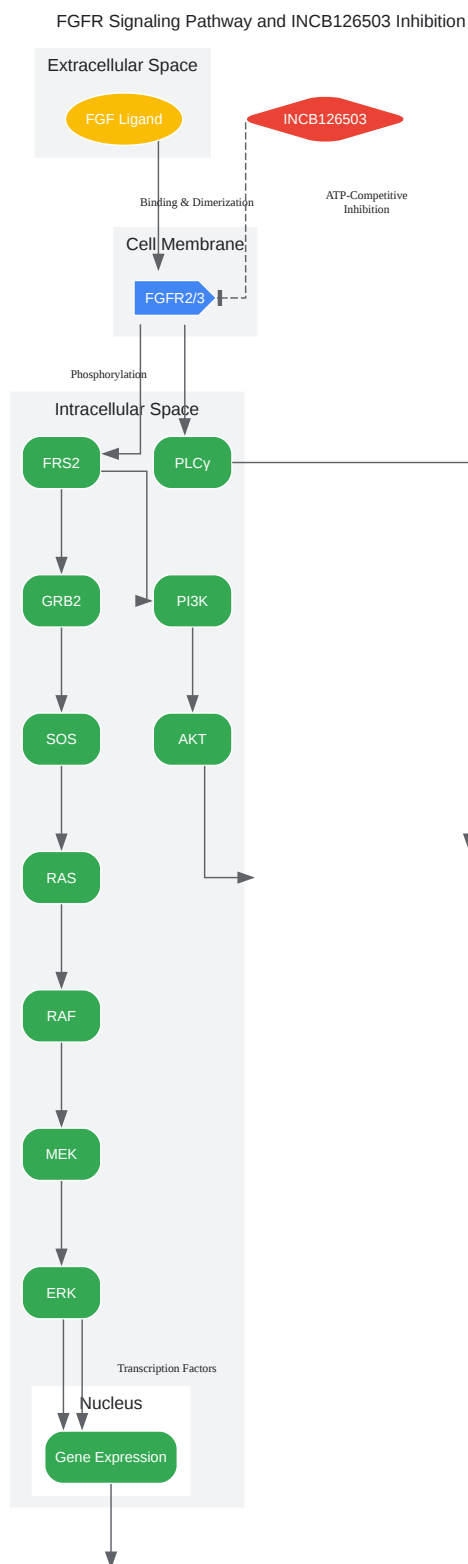 FGFR Signaling Pathway and INCB126503 Inhibition
Extracellular Space
FGF Ligand
INCB126503
Binding & Dimerization
ATP-Competitive
Inhibition
Cell Membrane
FGFR2/3
Phosphorylation
Intracellular Space
FRS2
PLCγ
GRB2
PI3K
SOS
AKT
RAS
RAF
MEK
ERK
Transcription Factors
Nucleus
Gene Expression